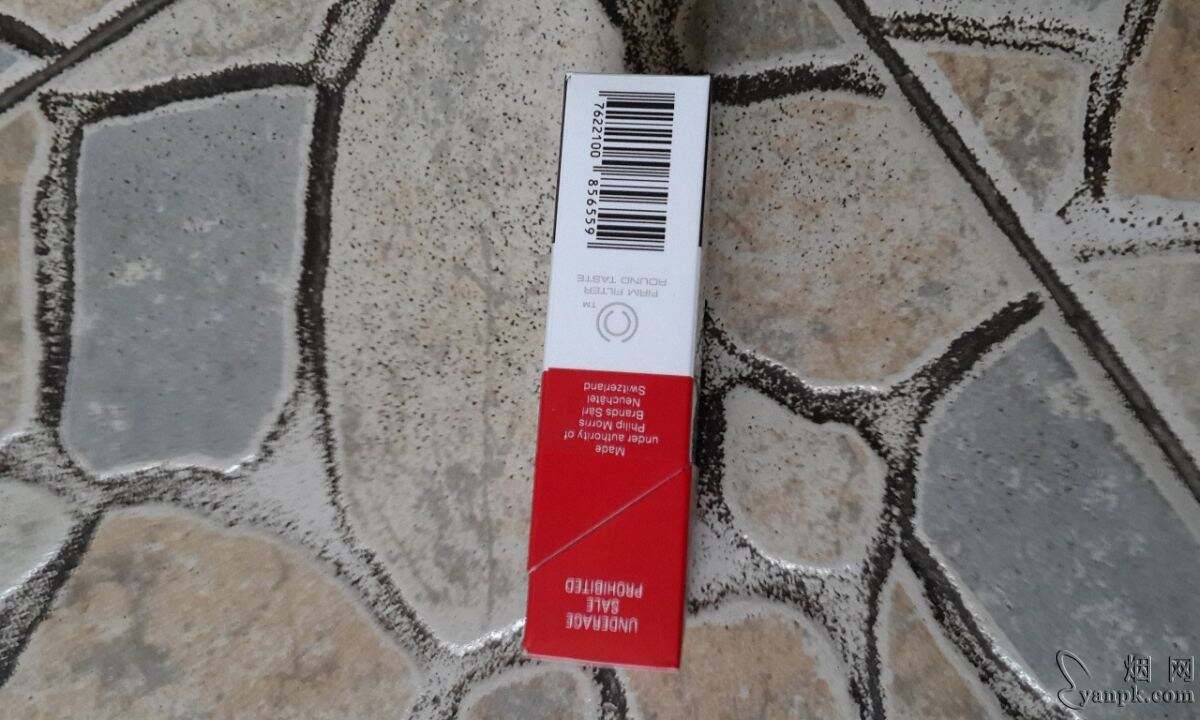 UNDERAGE
SALE
PROHIBITED
Made
under authority of
Philip Morris
Brands Sàrl
Neuchâtel
Switzerland
TM
FIRM FILTER
ROUND TASTE
7622100 856559
烟网
yanpk.com